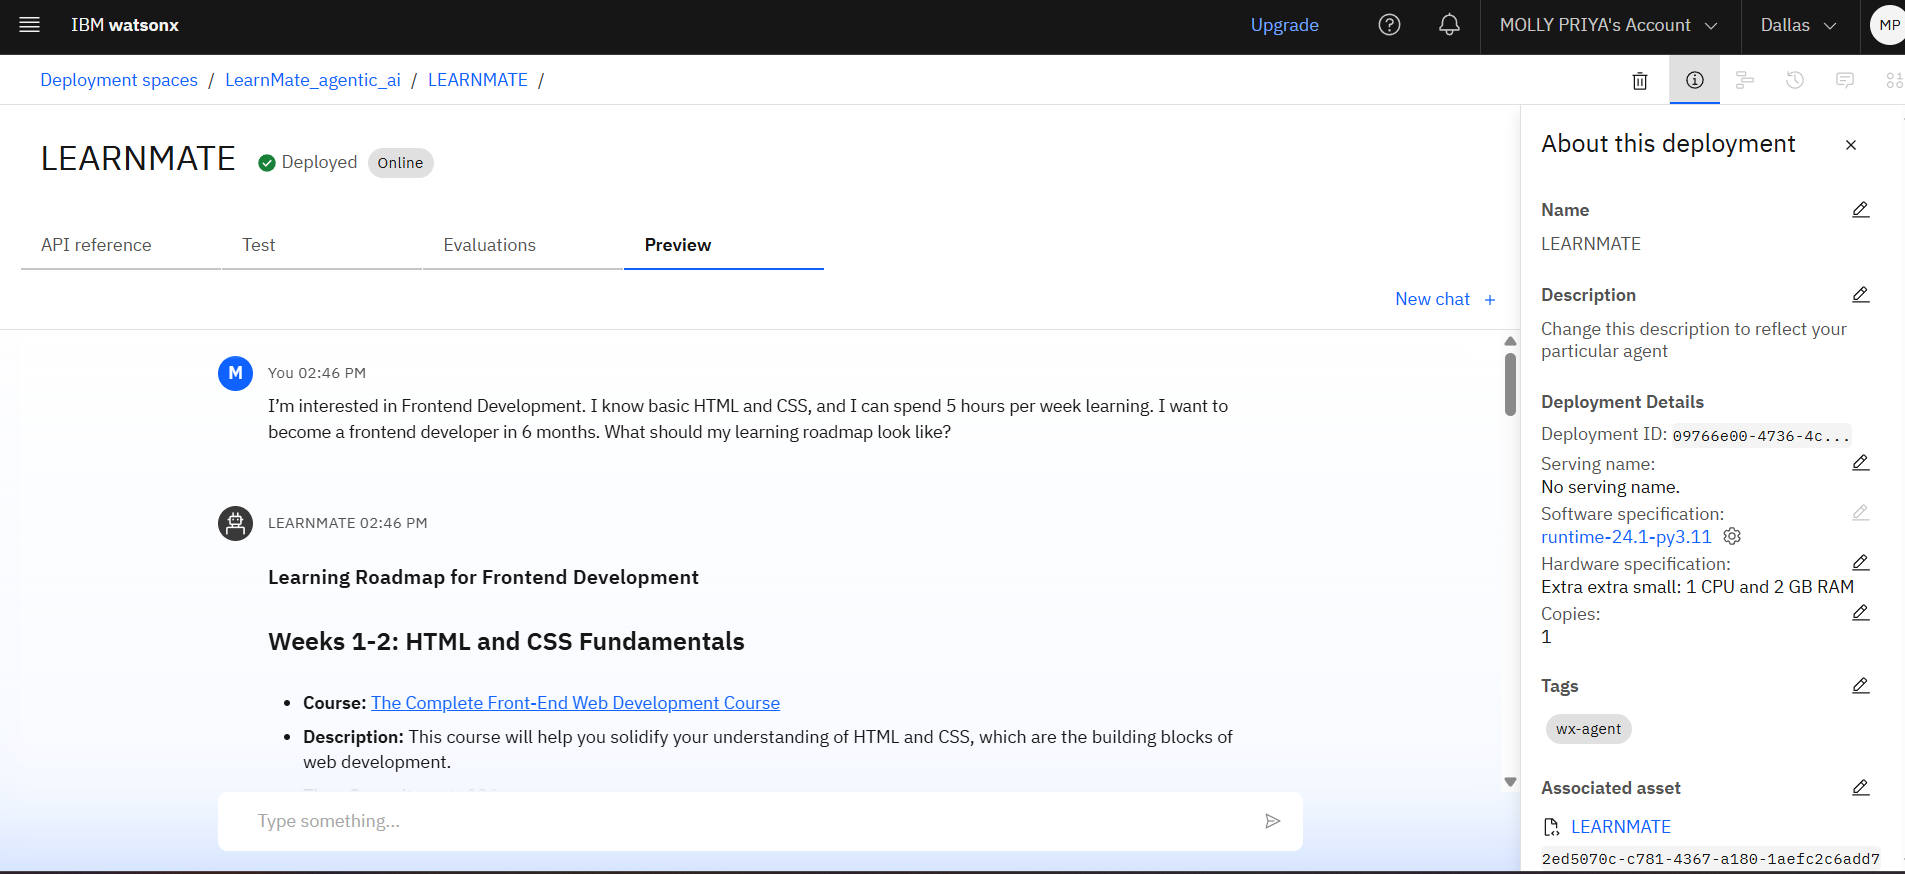 IBM watsonx
Upgrade
MOLLY PRIYA's Account
Dallas
MP
Deployment spaces / LearnMate_agentic_ai / LEARNMATE /
LEARNMATE
Deployed
Online
API reference
Test
Evaluations
Preview
New chat +
M
You 02:46 PM
I’m interested in Frontend Development. I know basic HTML and CSS, and I can spend 5 hours per week learning. I want to
become a frontend developer in 6 months. What should my learning roadmap look like?
LEARNMATE 02:46 PM
Learning Roadmap for Frontend Development
Weeks 1-2: HTML and CSS Fundamentals
• Course: The Complete Front-End Web Development Course
• Description: This course will help you solidify your understanding of HTML and CSS, which are the building blocks of
web development.
Type something...
About this deployment
Name
LEARNMATE
Description
Change this description to reflect your
particular agent
Deployment Details
Deployment ID: 09766e00-4736-4c...
Serving name:
No serving name.
Software specification:
runtime-24.1-py3.11
Hardware specification:
Extra extra small: 1 CPU and 2 GB RAM
Copies:
1
Tags
wx-agent
Associated asset
LEARNMATE
2ed5070c-c781-4367-a180-1aefc2c6add7